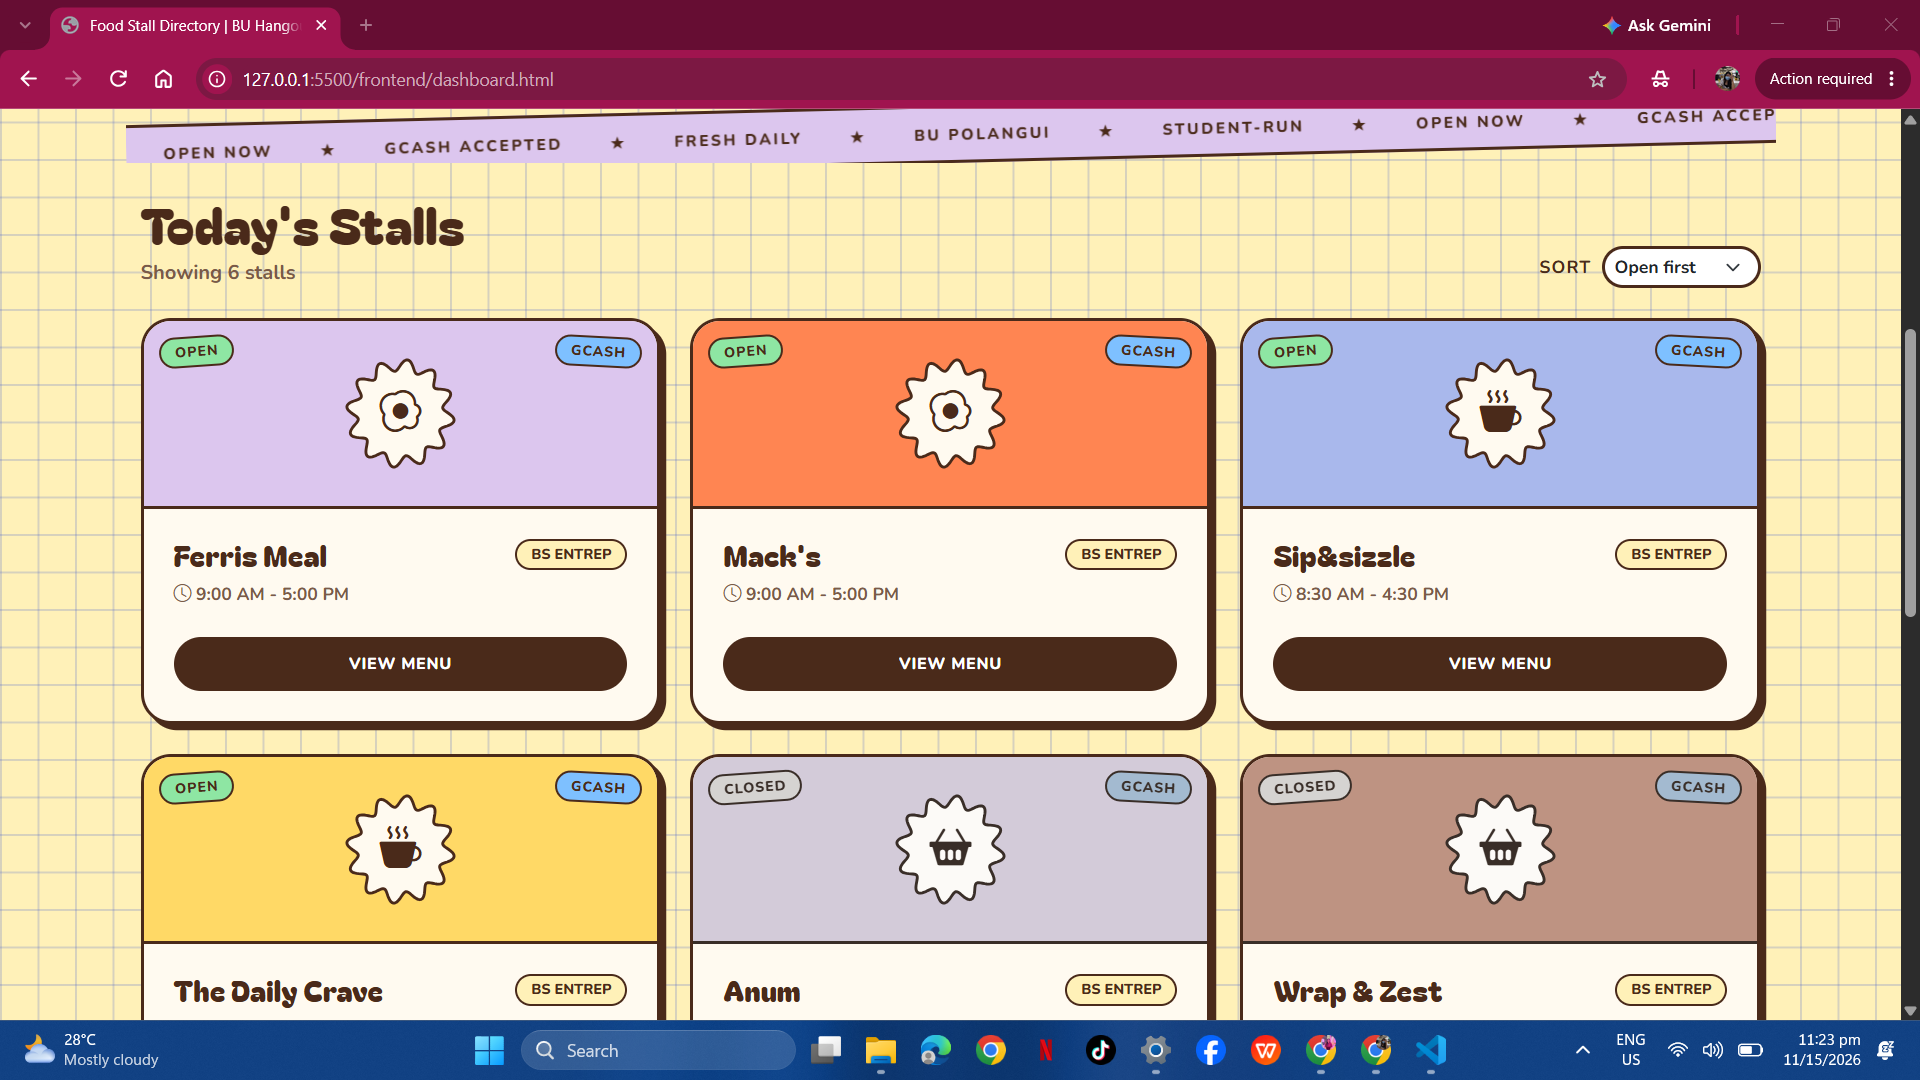 Food Stall Directory | BU Hango
Ask Gemini
127.0.0.1:5500/frontend/dashboard.html
Action required
OPEN NOW ★ GCASH ACCEPTED ★ FRESH DAILY ★ BU POLANGUI ★ STUDENT-RUN ★ OPEN NOW ★ GCASH ACCEP
Today's Stalls
Showing 6 stalls
SORT Open first
OPEN GCASH
OPEN GCASH
OPEN GCASH
Ferris Meal BS ENTREP
9:00 AM - 5:00 PM
VIEW MENU
Mack's BS ENTREP
9:00 AM - 5:00 PM
VIEW MENU
Sip&sizzle BS ENTREP
8:30 AM - 4:30 PM
VIEW MENU
OPEN GCASH
CLOSED GCASH
CLOSED GCASH
The Daily Crave BS ENTREP
Anum BS ENTREP
Wrap & Zest BS ENTREP
28°C
Mostly cloudy
Search
ENG
US
11:23 pm
11/15/2026